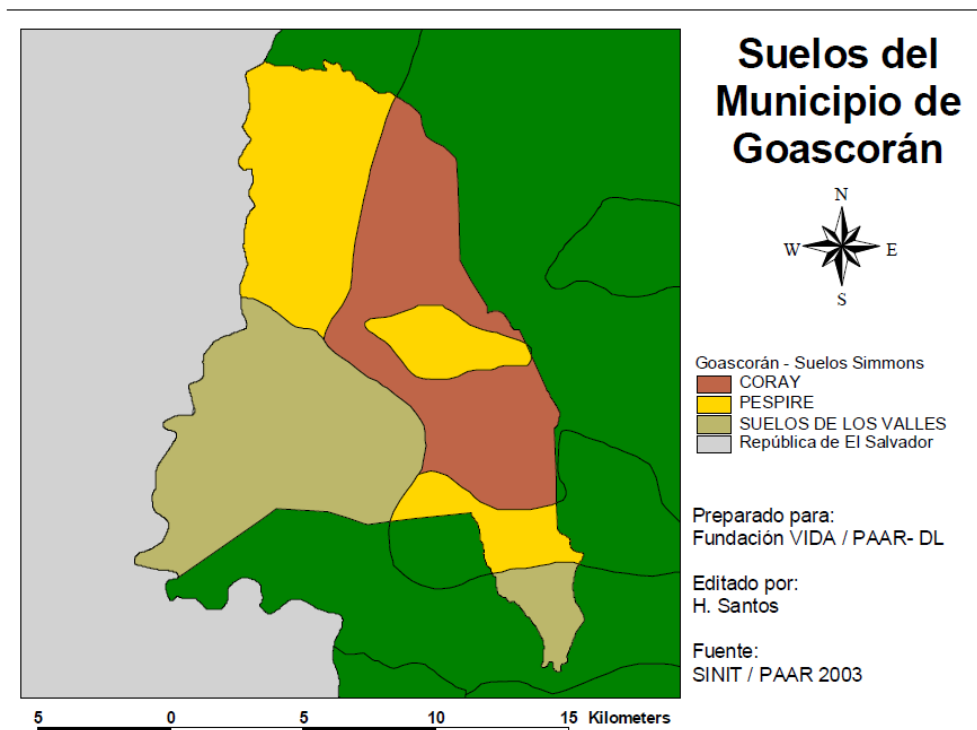 Suelos del
Municipio de
Goascorán
N
W E
S
Goascorán - Suelos Simmons
CORAY
PESPIRE
SUELOS DE LOS VALLES
República de El Salvador
Preparado para:
Fundación VIDA / PAAR- DL
Editado por:
H. Santos
Fuente:
SINIT / PAAR 2003
5 0 5 10 15 Kilometers